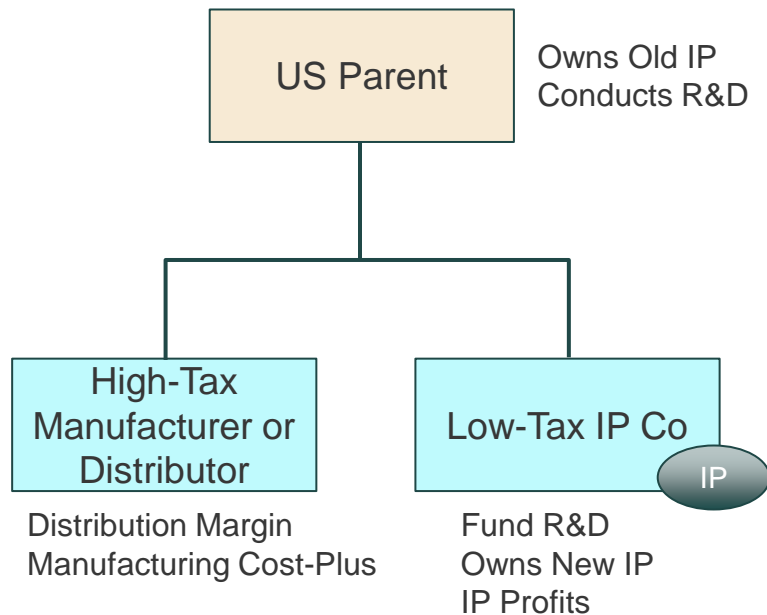 US Parent
Owns Old IP
Conducts R&D
High-Tax
Manufacturer or
Distributor
Low-Tax IP Co
IP
Distribution Margin
Manufacturing Cost-Plus
Fund R&D
Owns New IP
IP Profits